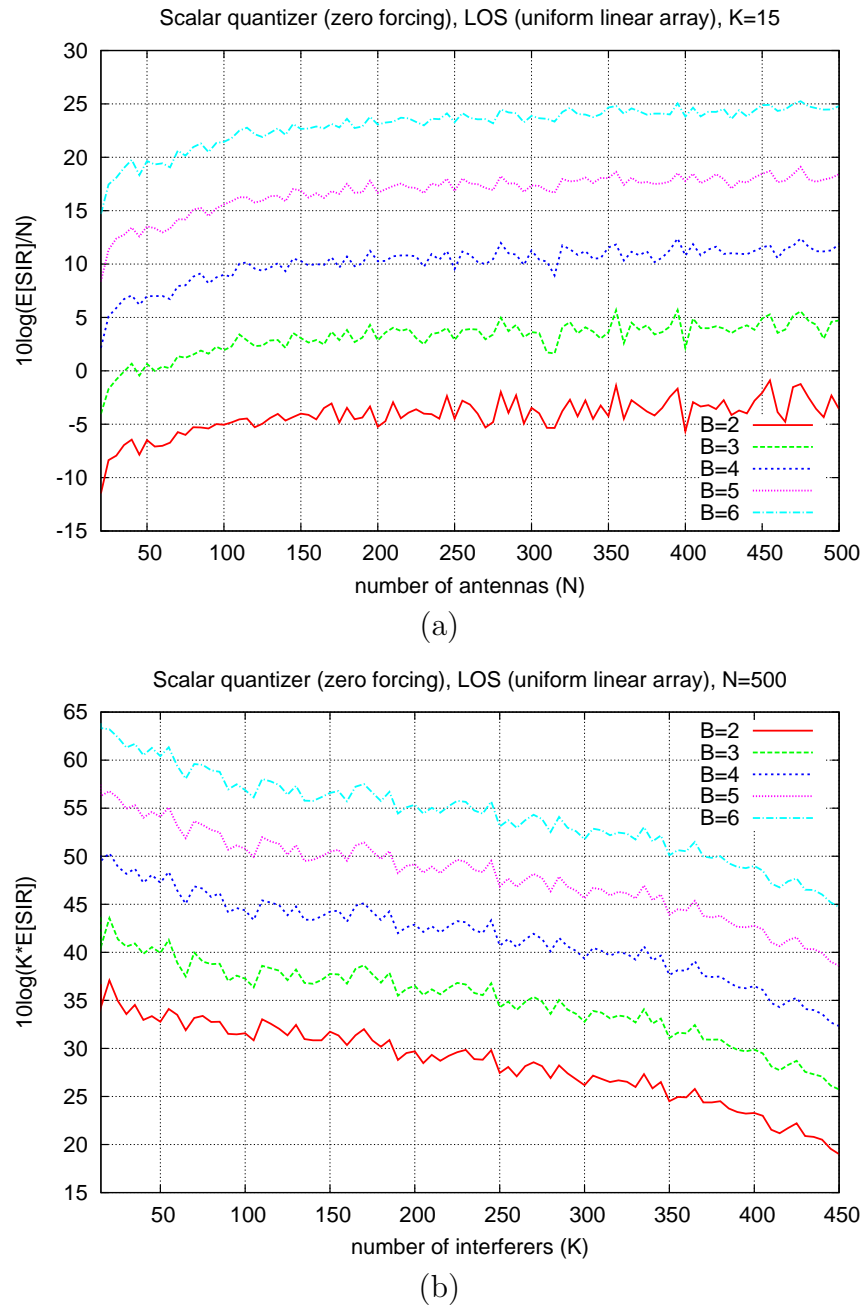 Scalar quantizer (zero forcing), LOS (uniform linear array), K=15
30
25
20
15
10
5
0
-5
-10
-15
10log(E[SIR]/N)
B=2
B=3
B=4
B=5
B=6
50 100 150 200 250 300 350 400 450 500
number of antennas (N)
(a)
Scalar quantizer (zero forcing), LOS (uniform linear array), N=500
65
60
55
50
45
40
35
30
25
20
15
10log(K*E[SIR])
B=2
B=3
B=4
B=5
B=6
50 100 150 200 250 300 350 400 450
number of interferers (K)
(b)